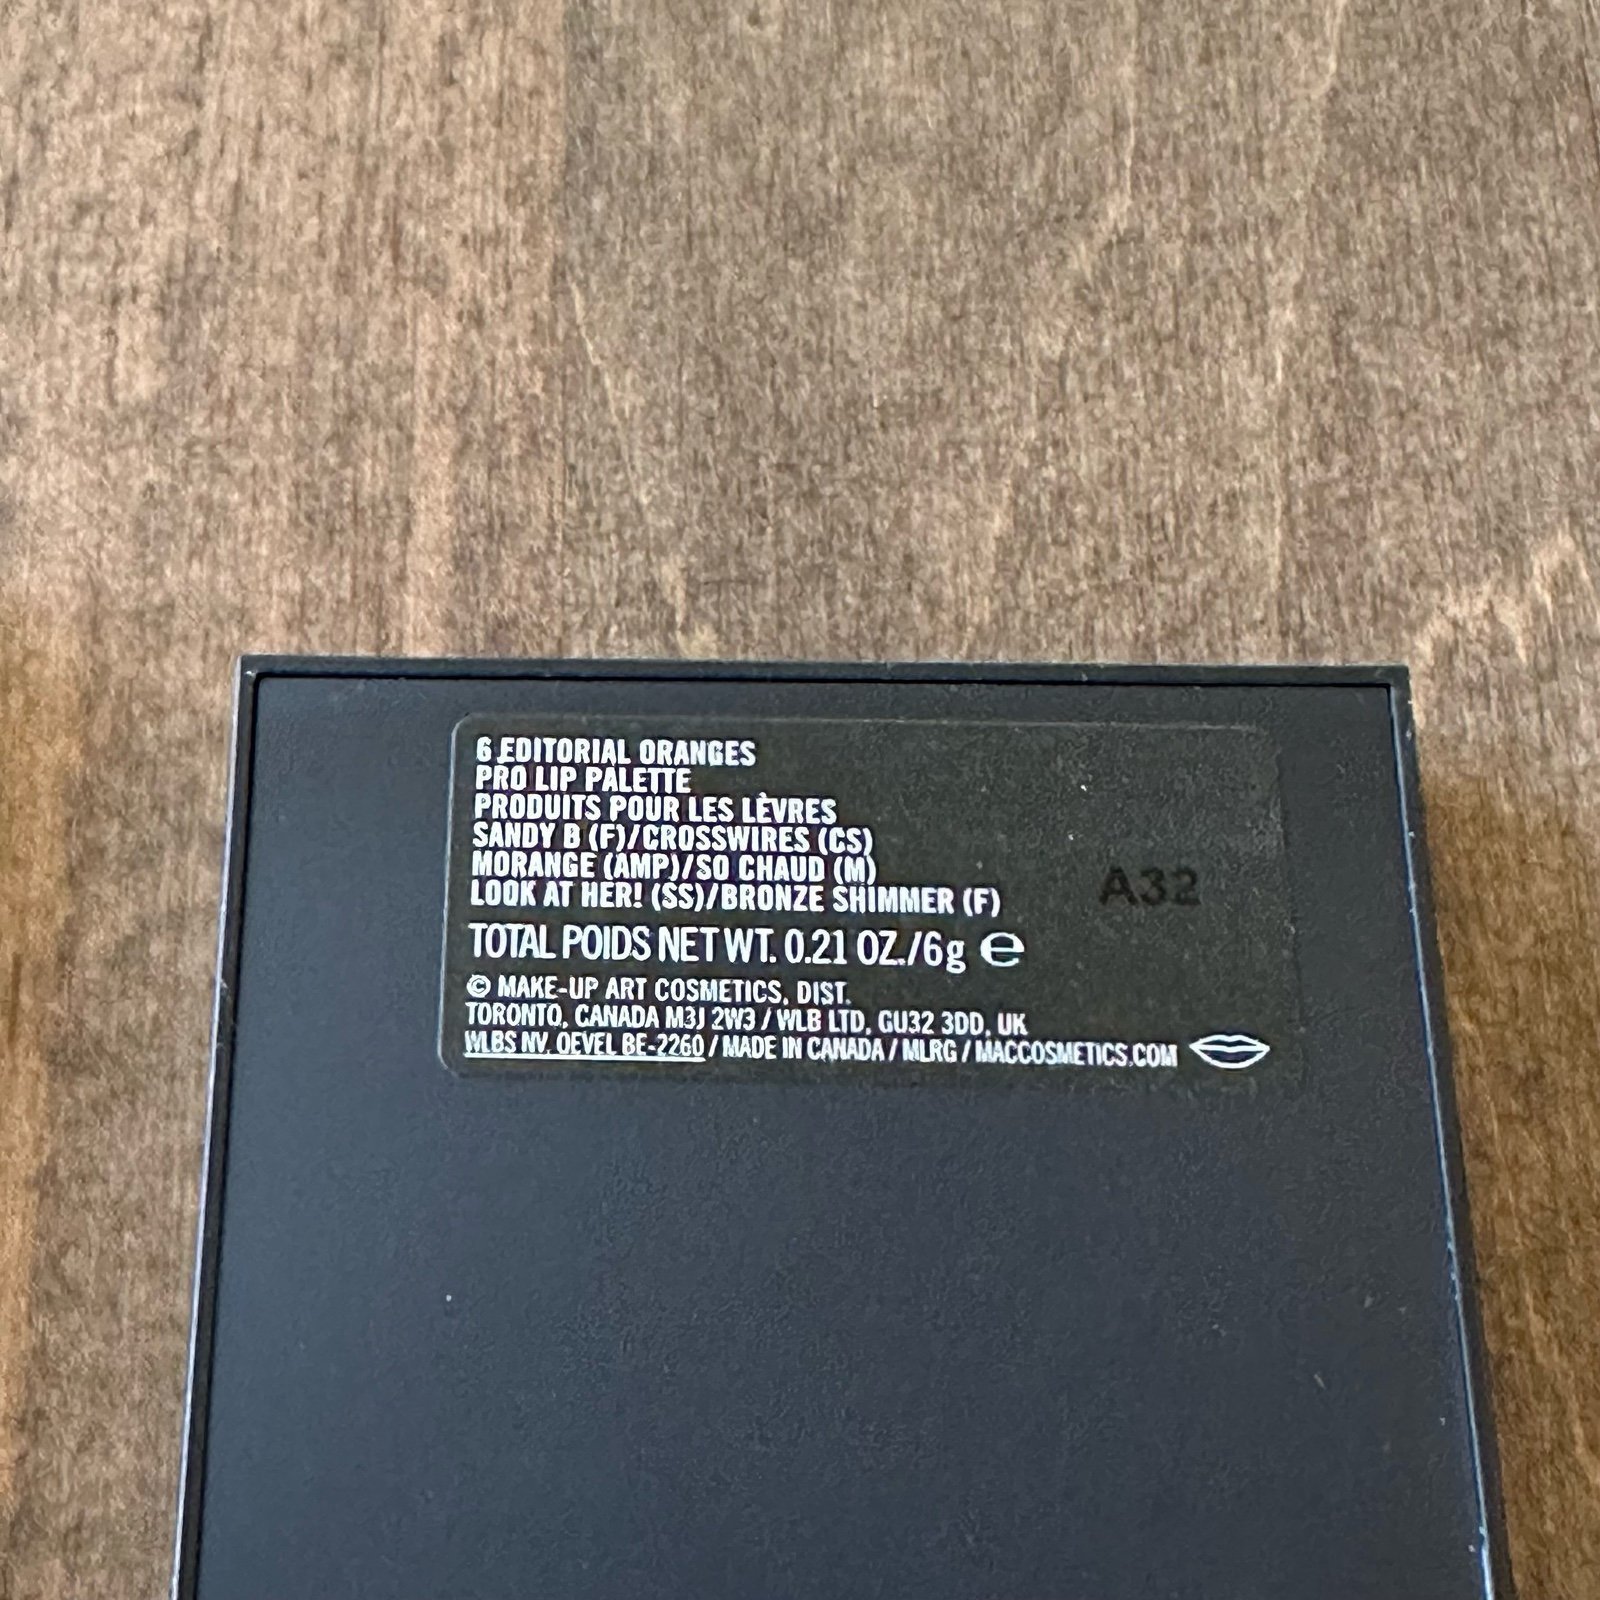 6 EDITORIAL ORANGES
PRO LIP PALETTE
PRODUITS POUR LES LÈVRES
SANDY B (F)/CROSSWIRES (CS)
MORANGE (AMP)/SO CHAUD (M)
LOOK AT HER! (SS)/BRONZE SHIMMER (F)
A32
TOTAL POIDS NET WT. 0.21 OZ./6g ℮
© MAKE-UP ART COSMETICS, DIST.
TORONTO, CANADA M3J 2W3 / WLB LTD, GU32 3DD, UK
WLBS NV, OEVEL BE-2260 / MADE IN CANADA / MLRG / MACCOSMETICS.COM